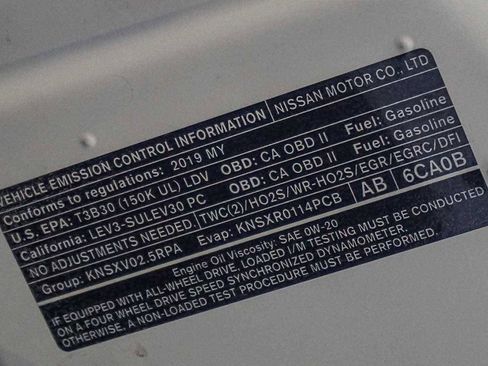 VEHICLE EMISSION CONTROL INFORMATION NISSAN MOTOR CO., LTD
Conforms to regulations: 2019 MY
U.S. EPA: T3B30 (150K UL) LDV OBD: CA OBD II Fuel: Gasoline
California: LEV3-SULEV30 PC OBD: CA OBD II Fuel: Gasoline
NO ADJUSTMENTS NEEDED. TWC(2)/HO2S/WR-HO2S/EGR/EGRC/DFI
Group: KNSXV02.5RPA Evap: KNSXR0114PCB AB 6CA0B
Engine Oil Viscosity: SAE 0W-20
IF EQUIPPED WITH ALL-WHEEL DRIVE, LOADED I/M TESTING MUST BE CONDUCTED
ON A FOUR WHEEL DRIVE SPEED SYNCHRONIZED DYNAMOMETER.
OTHERWISE, A NON-LOADED TEST PROCEDURE MUST BE PERFORMED.